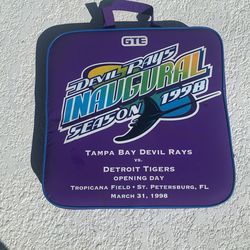 GTE
DEVIL RAYS
INAUGURAL
SEASON 1998
TAMPA BAY DEVIL RAYS
VS.
DETROIT TIGERS
OPENING DAY
TROPICANA FIELD • ST. PETERSBURG, FL
MARCH 31, 1998